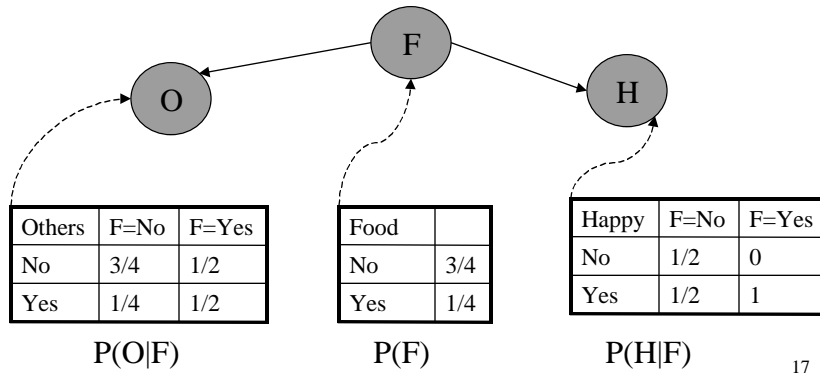 F
O
H
Others F=No F=Yes
No 3/4 1/2
Yes 1/4 1/2
Food
No 3/4
Yes 1/4
Happy F=No F=Yes
No 1/2 0
Yes 1/2 1
P(O|F)
P(F)
P(H|F)
17